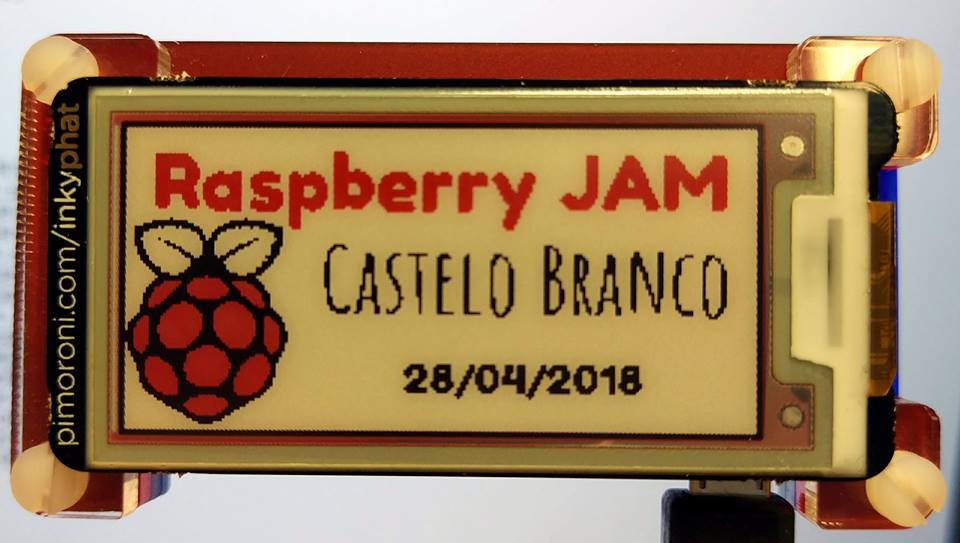 Raspberry JAM
CASTELO BRANCO
28/04/2018
pimoroni.com/inkyphat